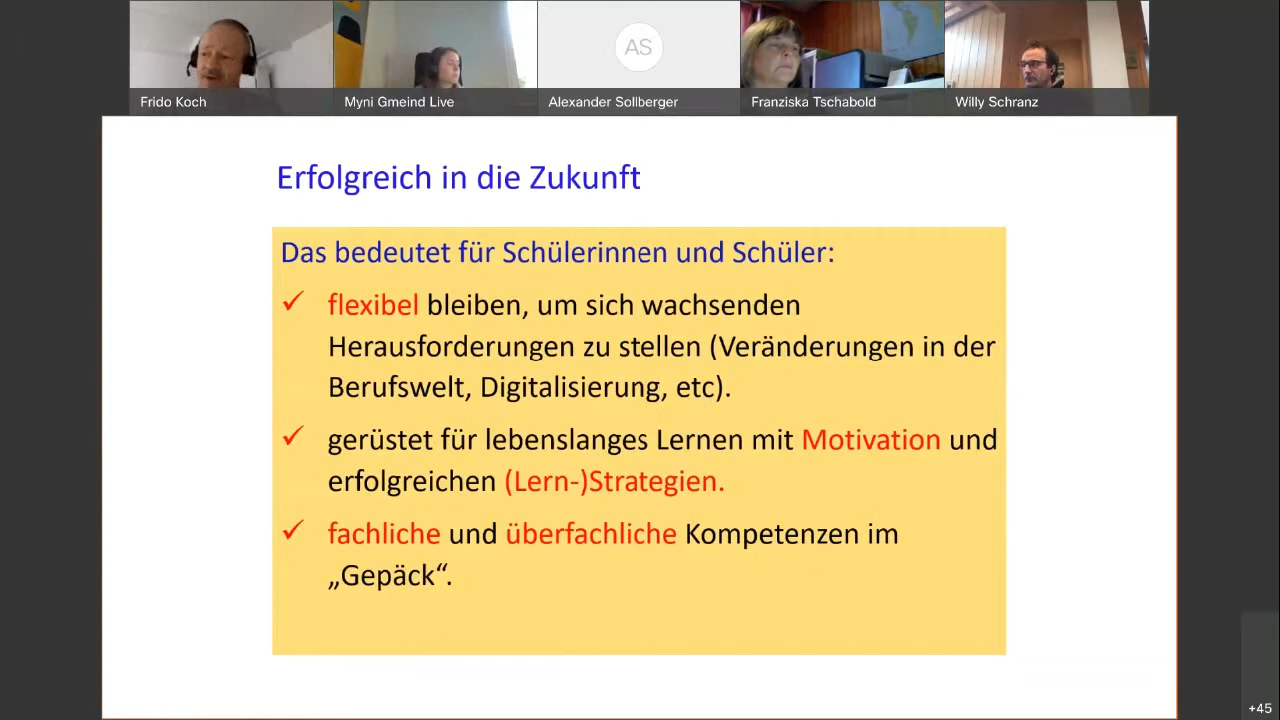 AS
Frido Koch
Myni Gmeind Live
Alexander Sollberger
Franziska Tschabold
Willy Schranz
Erfolgreich in die Zukunft
Das bedeutet für Schülerinnen und Schüler:
✓ flexibel bleiben, um sich wachsenden
Herausforderungen zu stellen (Veränderungen in der
Berufswelt, Digitalisierung, etc).
✓ gerüstet für lebenslanges Lernen mit Motivation und
erfolgreichen (Lern-)Strategien.
✓ fachliche und überfachliche Kompetenzen im
„Gepäck“.
+45